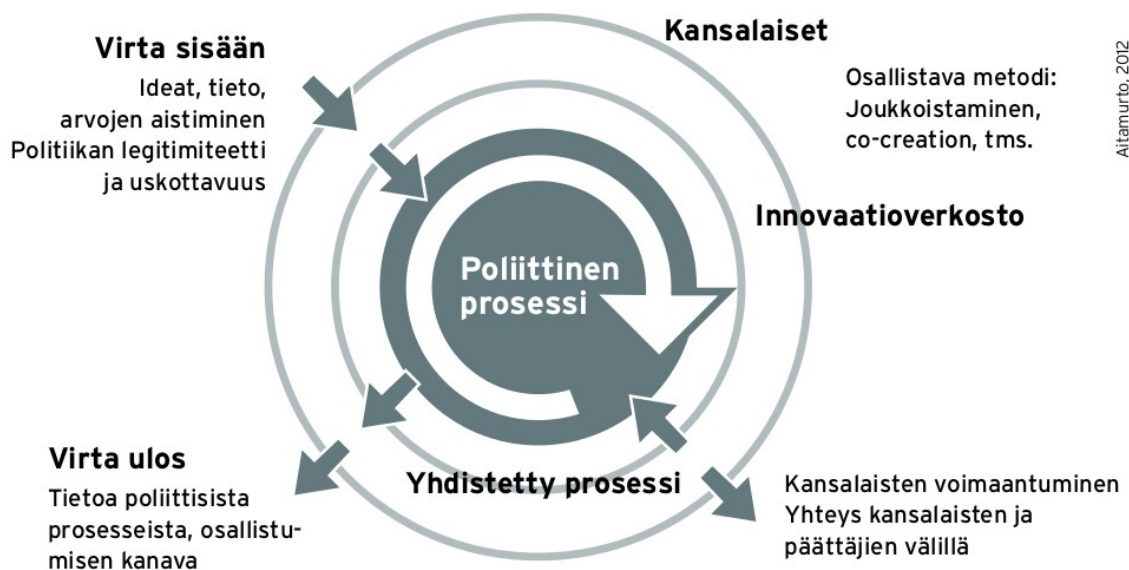 Virta sisään
Ideat, tieto,
arvojen aistiminen
Politiikan legitimiteetti
ja uskottavuus
Kansalaiset
Osallistava metodi:
Joukkoistaminen,
co-creation, tms.
Aitamurto, 2012
Innovaatioverkosto
Poliittinen
prosessi
Virta ulos
Tietoa poliittisista
prosesseista, osallistu-
misen kanava
Yhdistetty prosessi
Kansalaisten voimaantuminen
Yhteys kansalaisten ja
päättäjien välillä